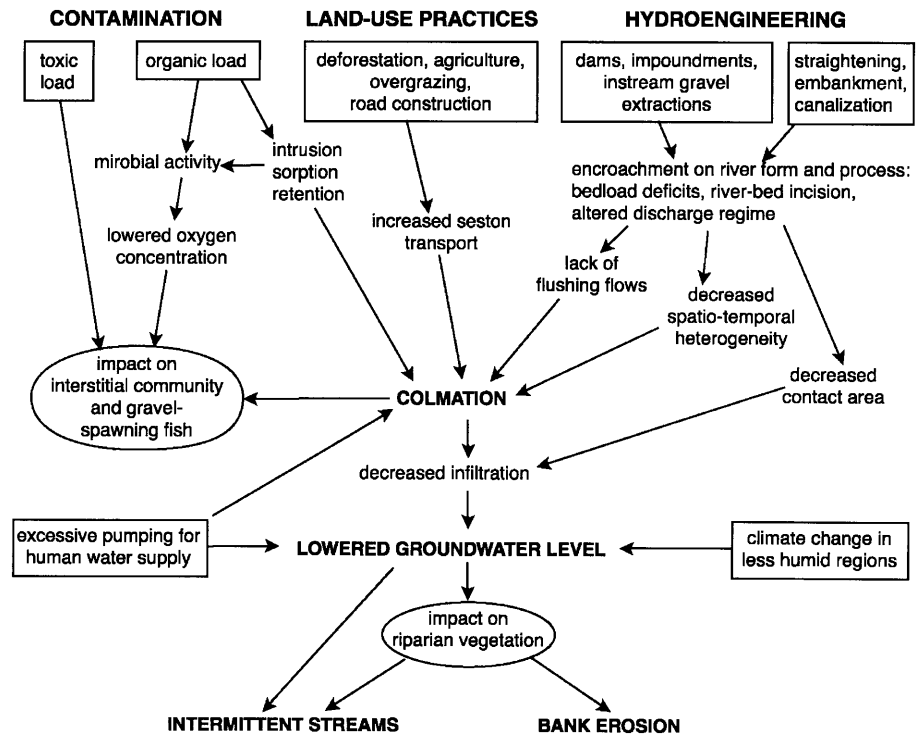 CONTAMINATION
LAND-USE PRACTICES
HYDROENGINEERING
toxic
load
organic load
deforestation, agriculture,
overgrazing,
road construction
dams, impoundments,
instream gravel
extractions
straightening,
embankment,
canalization
mirobial activity
intrusion
sorption
retention
encroachment on river form and process:
bedload deficits, river-bed incision,
altered discharge regime
lowered oxygen
concentration
increased seston
transport
lack of
flushing flows
decreased
spatio-temporal
heterogeneity
decreased
contact area
impact on
interstitial community
and gravel-
spawning fish
COLMATION
decreased infiltration
excessive pumping for
human water supply
LOWERED GROUNDWATER LEVEL
climate change in
less humid regions
impact on
riparian vegetation
INTERMITTENT STREAMS
BANK EROSION